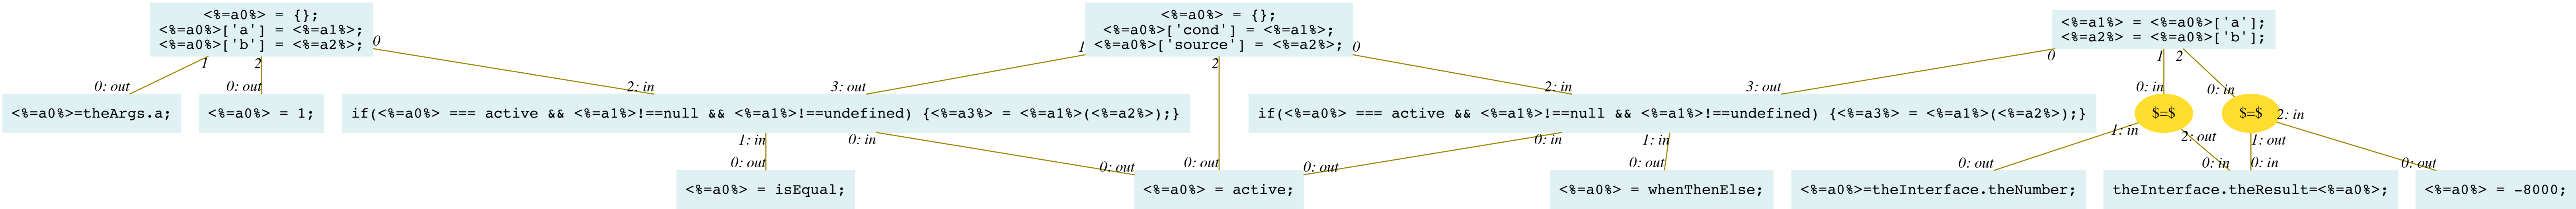 <%=a0%> = {};
<%=a0%>['a'] = <%=a1%>;
<%=a0%>['b'] = <%=a2%>;
<%=a0%> = {};
<%=a0%>['cond'] = <%=a1%>;
<%=a0%>['source'] = <%=a2%>;
<%=a1%> = <%=a0%>['a'];
<%=a2%> = <%=a0%>['b'];
0
1
0
1
2
2
0
1
2
0: out
0: out
2: in
3: out
2: in
3: out
0: in
0: in
<%=a0%>=theArgs.a;
<%=a0%> = 1;
if(<%=a0%> === active && <%=a1%>!==null && <%=a1%>!==undefined) {<%=a3%> = <%=a1%>(<%=a2%>);}
if(<%=a0%> === active && <%=a1%>!==null && <%=a1%>!==undefined) {<%=a3%> = <%=a1%>(<%=a2%>);}
$=$
$=$
2: in
1: in
0: in
0: in
1: in
1: in
2: out
1: out
0: out
0: out
0: out
0: out
0: out
0: out
0: in
0: in
0: out
<%=a0%> = isEqual;
<%=a0%> = active;
<%=a0%> = whenThenElse;
<%=a0%>=theInterface.theNumber;
theInterface.theResult=<%=a0%>;
<%=a0%> = -8000;